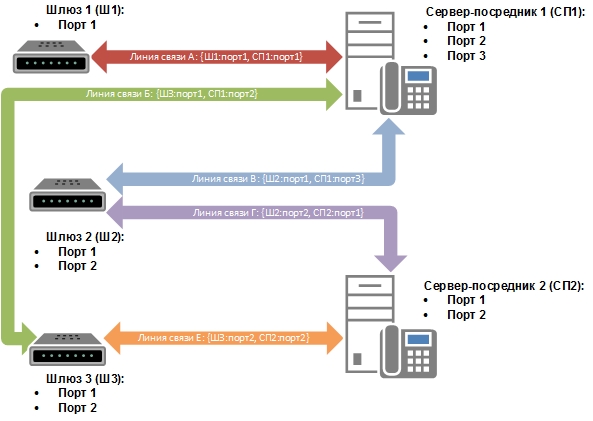 Шлюз 1 (Ш1):
• Порт 1
Сервер-посредник 1 (СП1):
• Порт 1
• Порт 2
• Порт 3
Линия связи А: {Ш1:порт1, СП1:порт1}
Линия связи Б: {Ш3:порт1, СП1:порт2}
Линия связи В: {Ш2:порт1, СП1:порт3}
Линия связи Г: {Ш2:порт2, СП2:порт1}
Шлюз 2 (Ш2):
• Порт 1
• Порт 2
Сервер-посредник 2 (СП2):
• Порт 1
• Порт 2
Линия связи Е: {Ш3:порт2, СП2:порт2}
Шлюз 3 (Ш3):
• Порт 1
• Порт 2